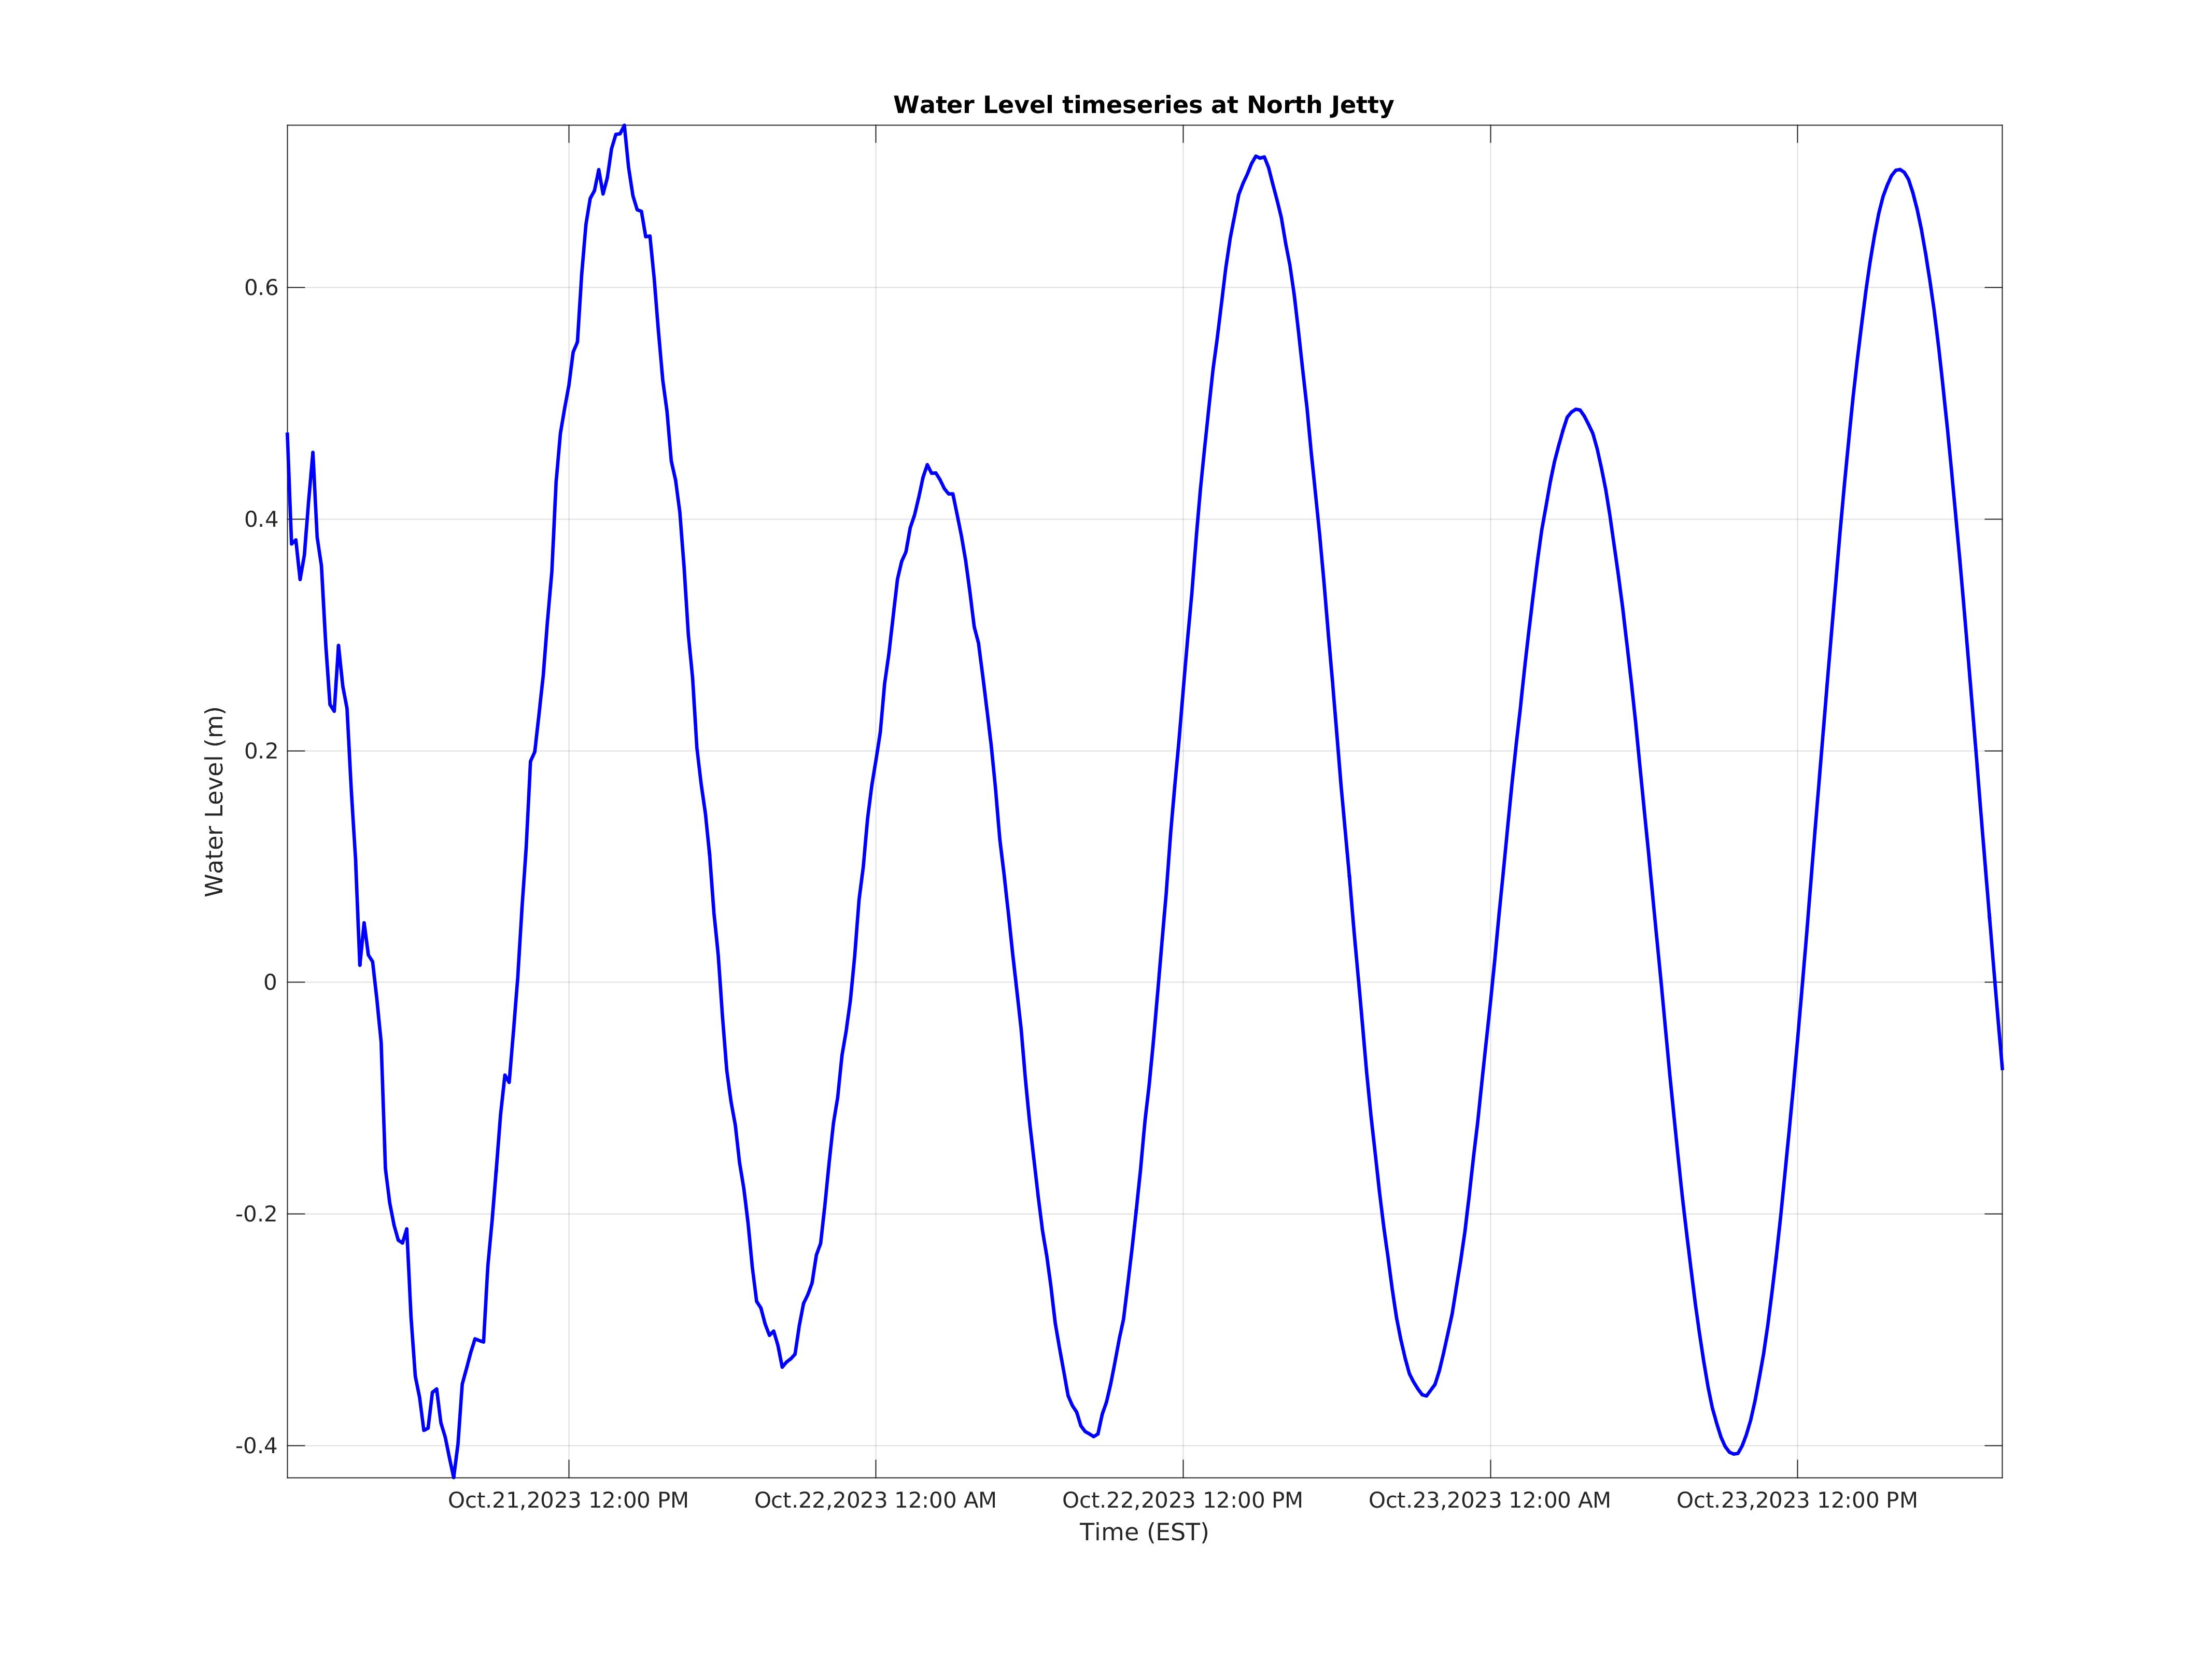 Water Level timeseries at North Jetty
0.6
0.4
0.2
0
-0.2
-0.4
Water Level (m)
Oct.21,2023 12:00 PM
Oct.22,2023 12:00 AM
Oct.22,2023 12:00 PM
Oct.23,2023 12:00 AM
Oct.23,2023 12:00 PM
Time (EST)